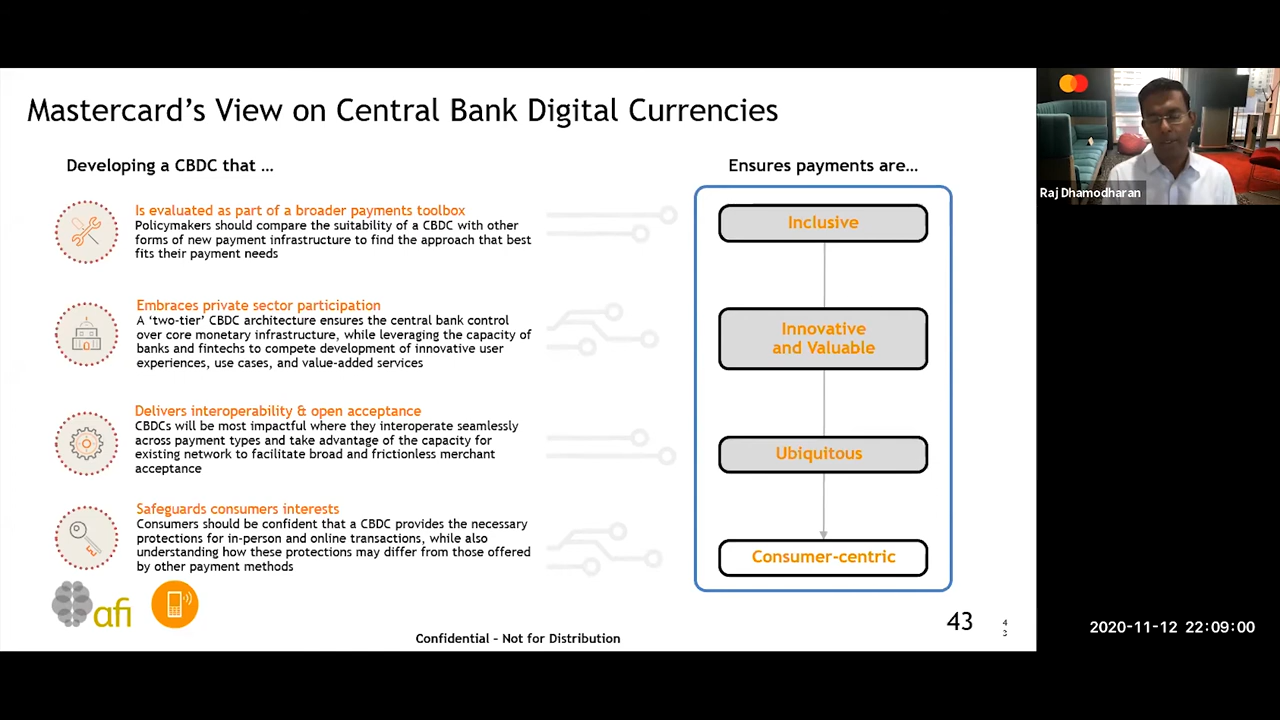 Mastercard's View on Central Bank Digital Currencies
Developing a CBDC that ...
Is evaluated as part of a broader payments toolbox
Policymakers should compare the suitability of a CBDC with other
forms of new payment infrastructure to find the approach that best
fits their payment needs
Embraces private sector participation
A 'two-tier' CBDC architecture ensures the central bank control
over core monetary infrastructure, while leveraging the capacity of
banks and fintechs to compete development of innovative user
experiences, use cases, and value-added services
Delivers interoperability & open acceptance
CBDCs will be most impactful where they interoperate seamlessly
across payment types and take advantage of the capacity for
existing network to facilitate broad and frictionless merchant
acceptance
Safeguards consumers interests
Consumers should be confident that a CBDC provides the necessary
protections for in-person and online transactions, while also
understanding how these protections may differ from those offered
by other payment methods
Ensures payments are...
Inclusive
Innovative
and Valuable
Ubiquitous
Consumer-centric
afi
Confidential - Not for Distribution
43
4
3
Raj Dhamodharan
2020-11-12 22:09:00